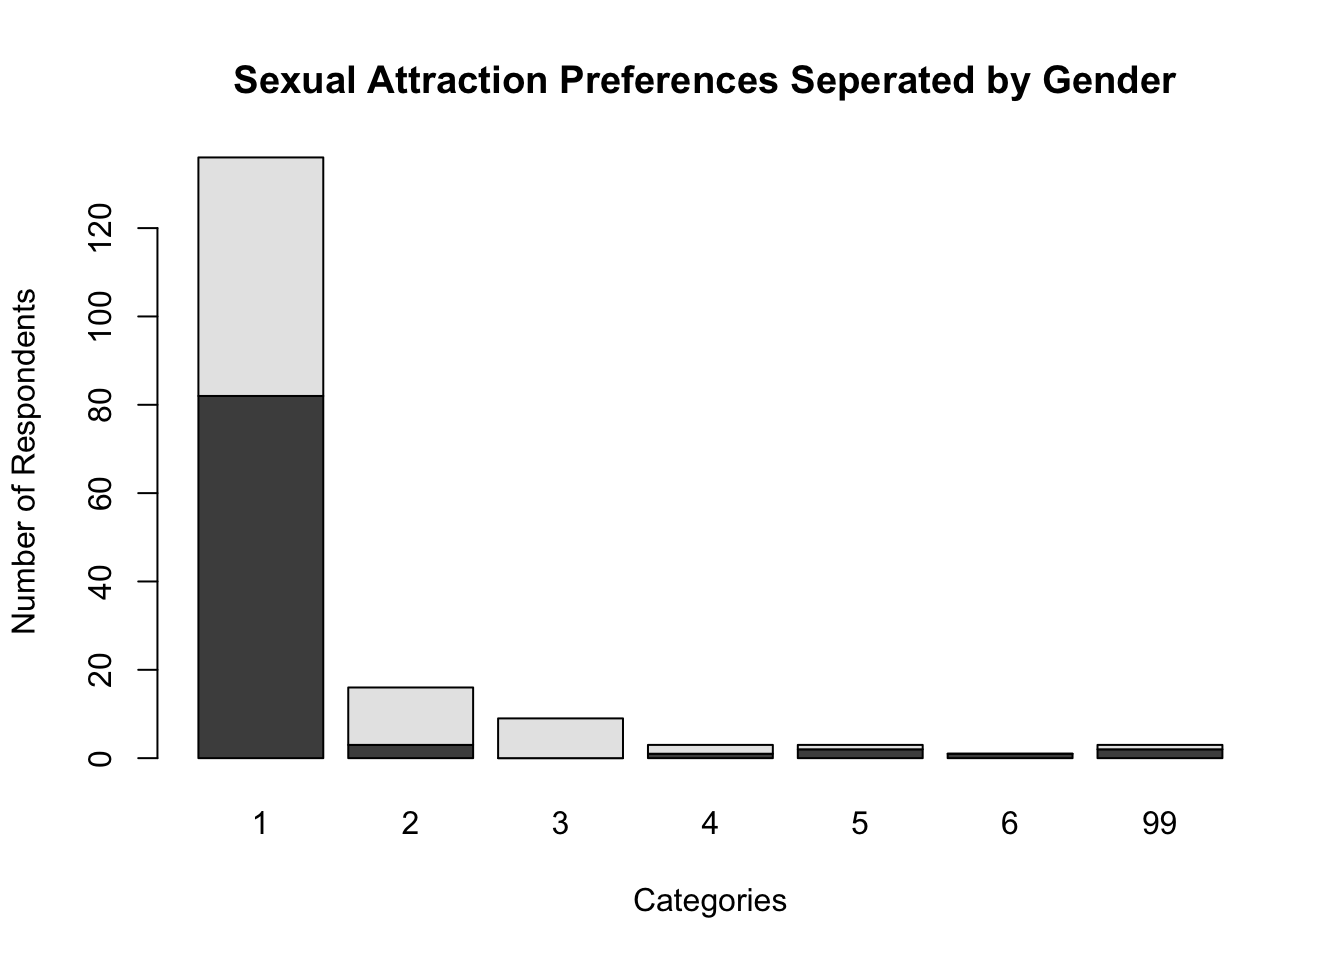 Sexual Attraction Preferences Seperated by Gender
Number of Respondents
120
100
80
60
40
20
0
1 2 3 4 5 6 99
Categories